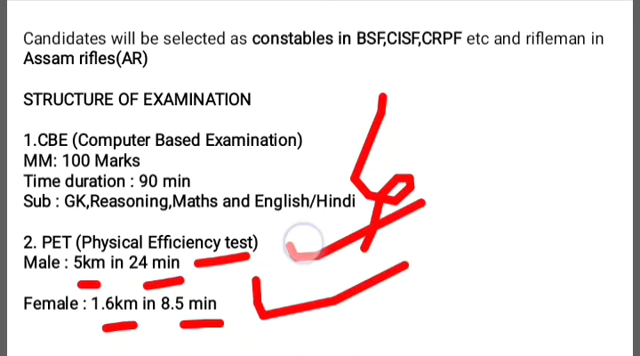 Candidates will be selected as constables in BSF,CISF,CRPF etc and rifleman in
Assam rifles(AR)
STRUCTURE OF EXAMINATION
1.CBE (Computer Based Examination)
MM: 100 Marks
Time duration : 90 min
Sub : GK,Reasoning,Maths and English/Hindi
2. PET (Physical Efficiency test)
Male : 5km in 24 min
Female : 1.6km in 8.5 min